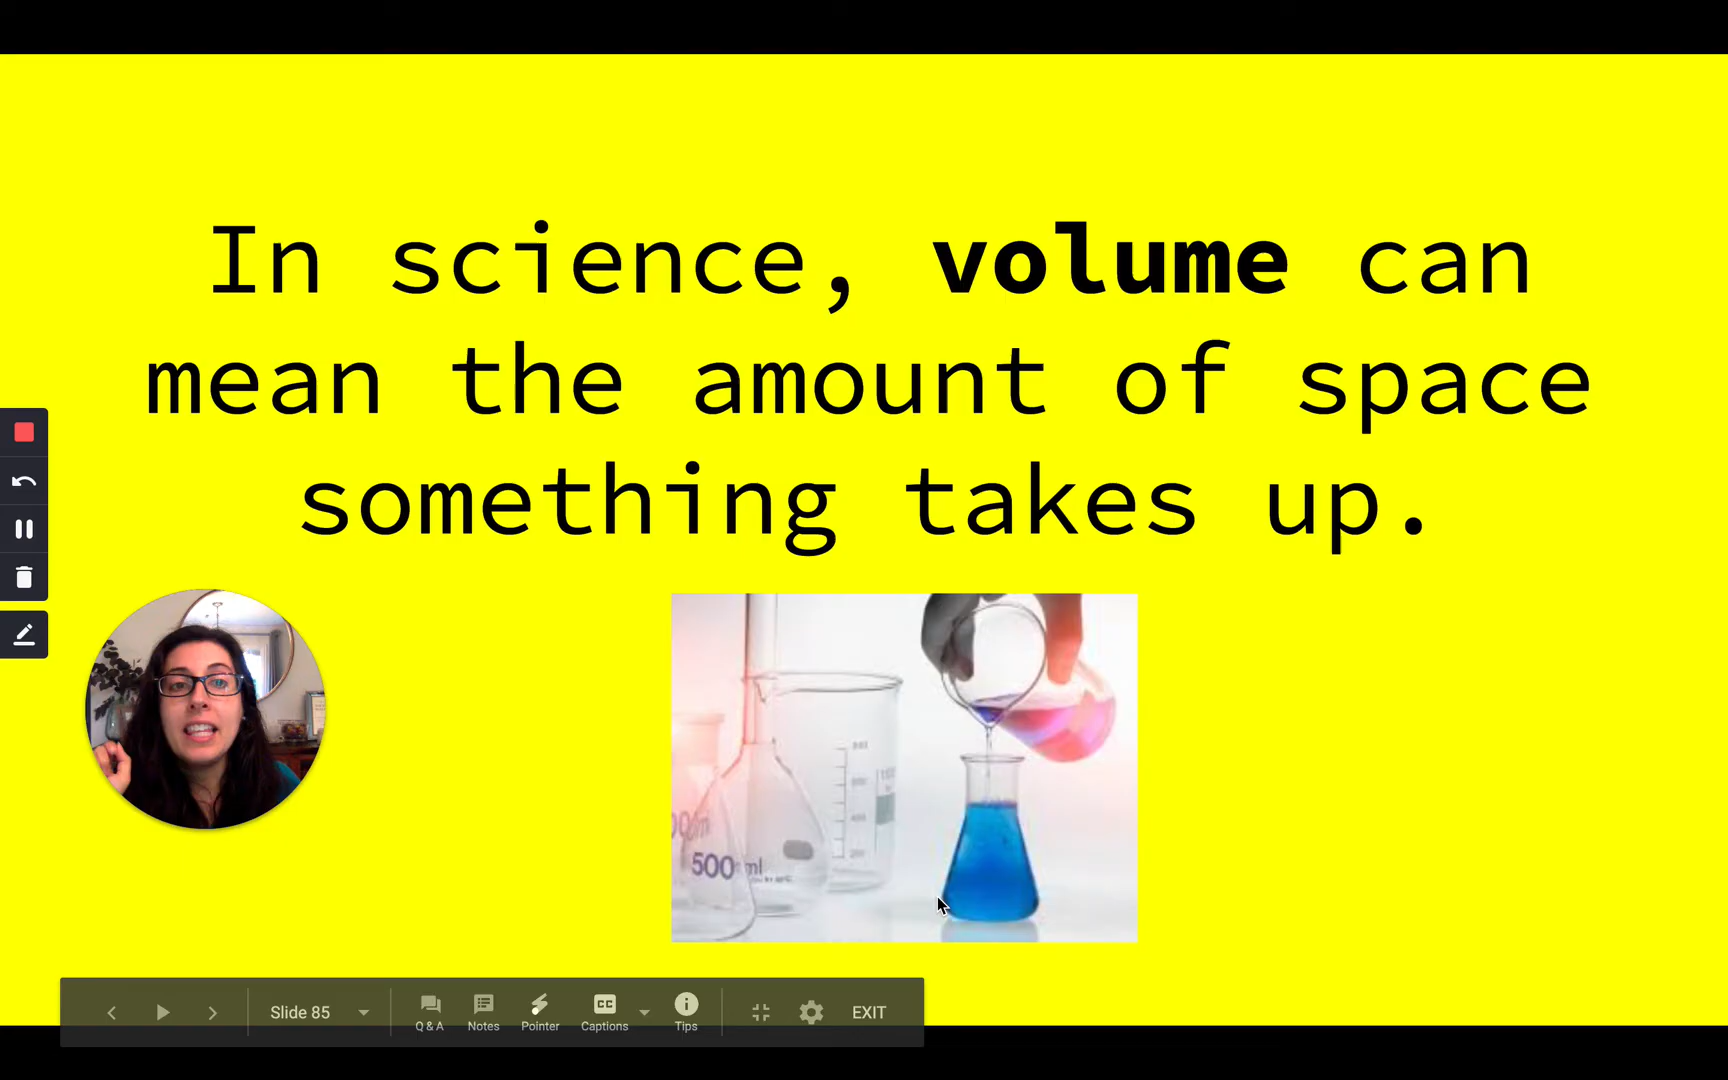 In science, volume can
mean the amount of space
something takes up.
500 ml
Slide 85
Q & A
Notes
Pointer
CC
Captions
Tips
EXIT